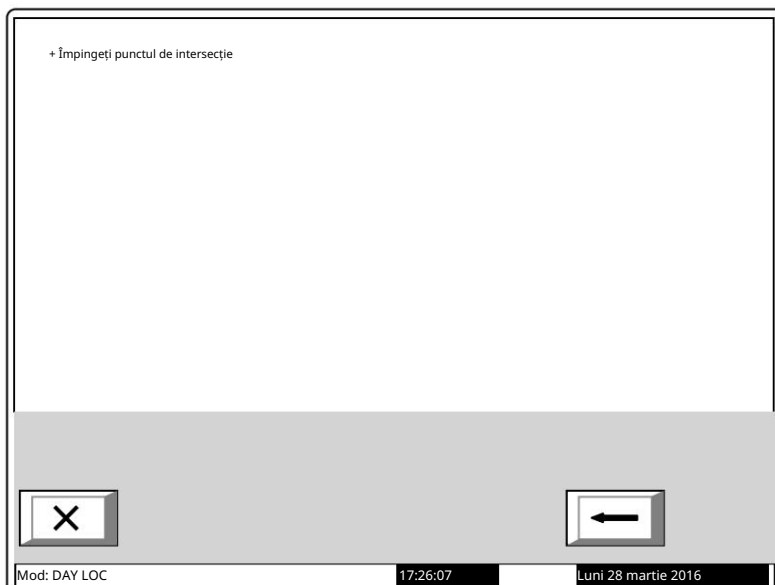 + Împingeți punctul de intersecție
Mod: DAY LOC 17:26:07 Luni 28 martie 2016